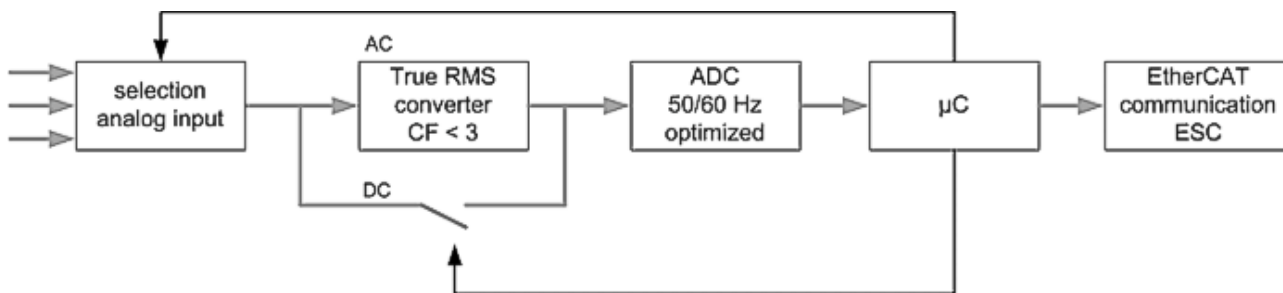 AC
selection
analog input
True RMS
converter
CF < 3
ADC
50/60 Hz
optimized
µC
EtherCAT
communication
ESC
DC